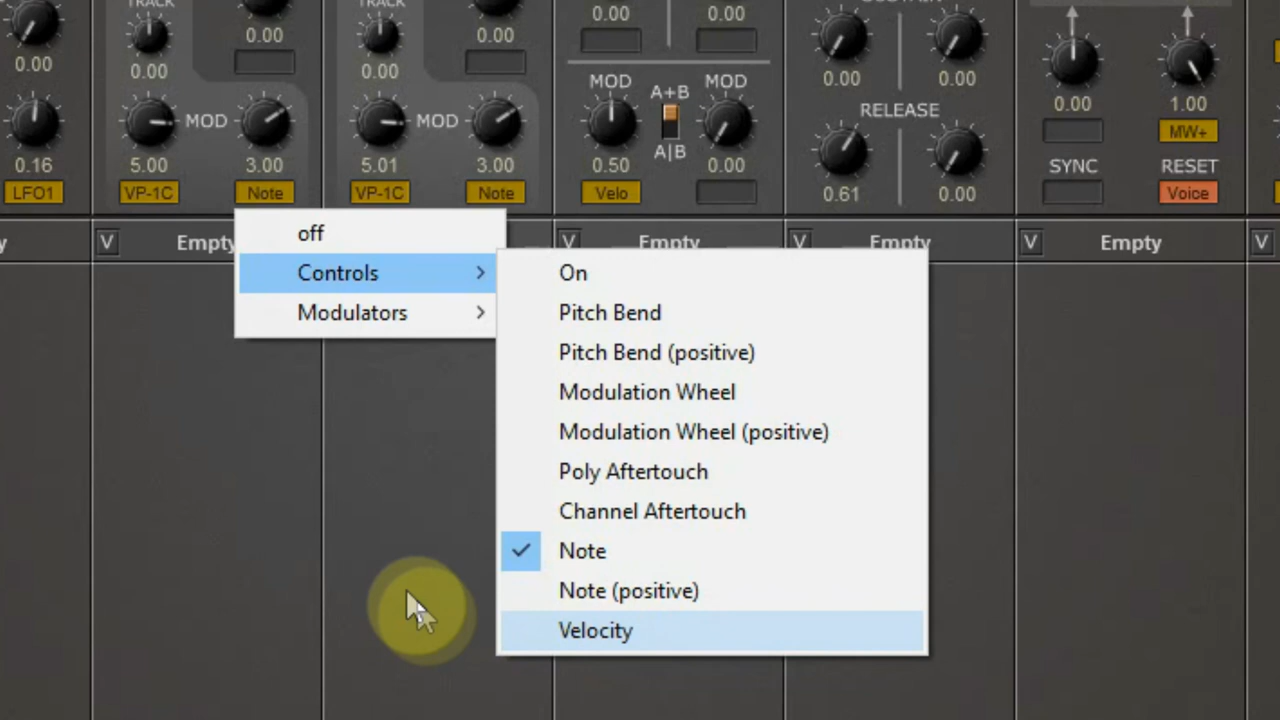 TRACK
TRACK
SUSTAIN
0.00
0.00
0.00
0.00
0.00
0.00
0.00
0.00
0.00
0.00
1.00
MOD
MOD
MOD
A+B
MOD
RELEASE
MW+
A|B
0.16
5.00
3.00
5.01
3.00
0.50
0.00
SYNC
RESET
LFO1
VP-1C
Note
VP-1C
Note
Velo
0.61
0.00
Voice
y
V
Empty
V
Empty
V
Empty
V
Empty
V
off
Controls
Modulators
On
Pitch Bend
Pitch Bend (positive)
Modulation Wheel
Modulation Wheel (positive)
Poly Aftertouch
Channel Aftertouch
Note
Note (positive)
Velocity